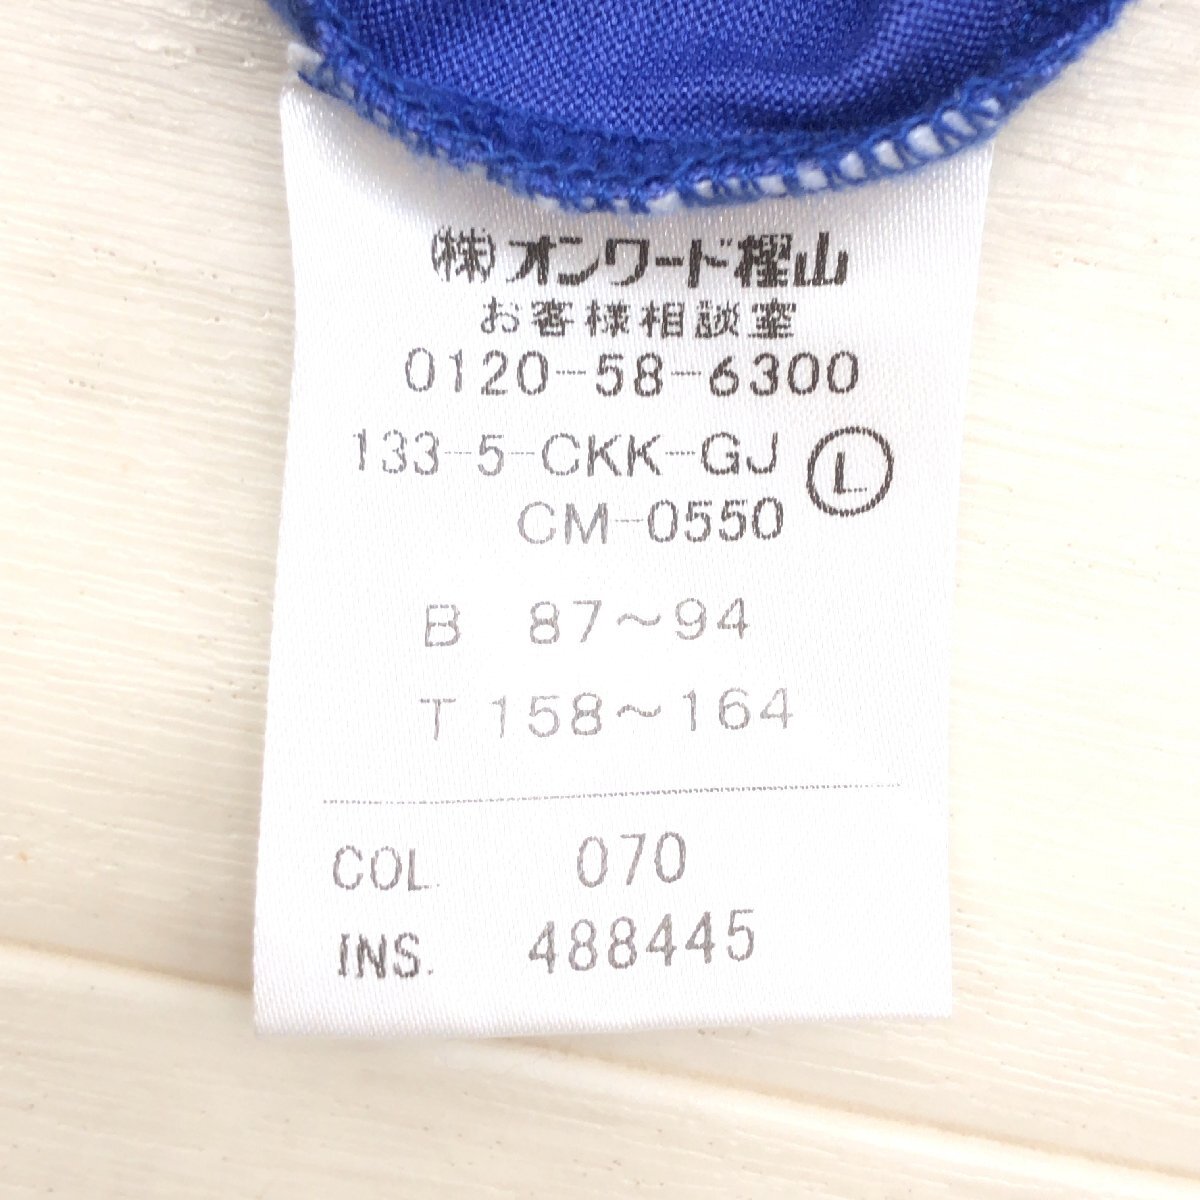 (株)オンワード樫山
お客様相談室
0120-58-6300
133-5-CKK-GJ Ⓛ
CM-0550
B 87〜94
T 158〜164
COL. 070
INS. 488445